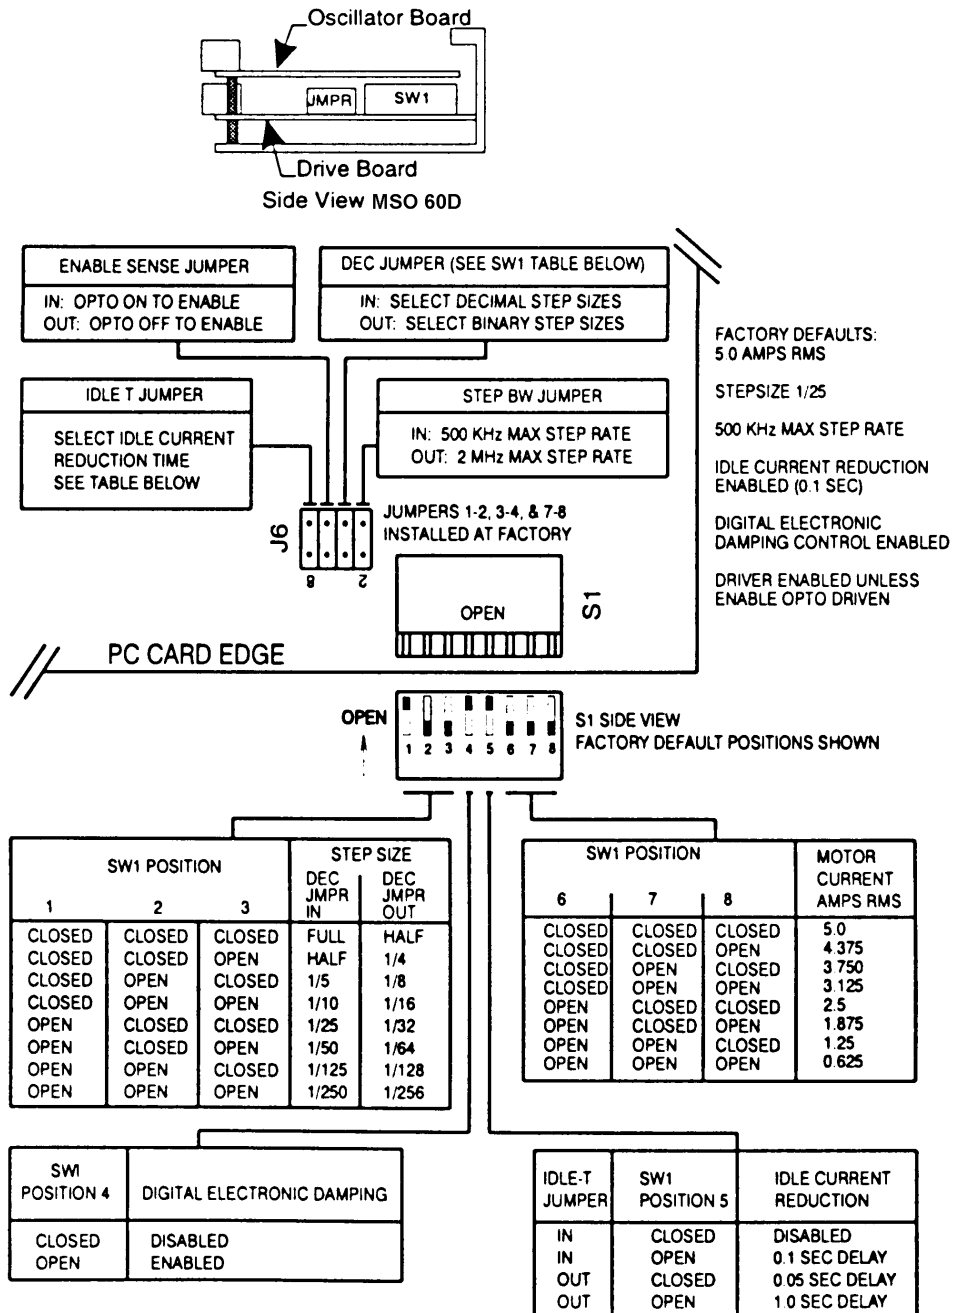 Oscillator Board
JMPR
SW1
Drive Board
Side View MSO 60D
ENABLE SENSE JUMPER
IN: OPTO ON TO ENABLE
OUT: OPTO OFF TO ENABLE
DEC JUMPER (SEE SW1 TABLE BELOW)
IN: SELECT DECIMAL STEP SIZES
OUT: SELECT BINARY STEP SIZES
IDLE T JUMPER
SELECT IDLE CURRENT
REDUCTION TIME
SEE TABLE BELOW
STEP BW JUMPER
IN: 500 KHz MAX STEP RATE
OUT: 2 MHz MAX STEP RATE
FACTORY DEFAULTS:
5.0 AMPS RMS
STEPSIZE 1/25
500 KHz MAX STEP RATE
IDLE CURRENT REDUCTION
ENABLED (0.1 SEC)
DIGITAL ELECTRONIC
DAMPING CONTROL ENABLED
DRIVER ENABLED UNLESS
ENABLE OPTO DRIVEN
J6
8 2
JUMPERS 1-2, 3-4, & 7-8
INSTALLED AT FACTORY
OPEN
S1
PC CARD EDGE
OPEN
1 2 3 4 5 6 7 8
S1 SIDE VIEW
FACTORY DEFAULT POSITIONS SHOWN
SW1 POSITION STEP SIZE
1 2 3 DEC JMPR IN DEC JMPR OUT
CLOSED CLOSED CLOSED FULL HALF
CLOSED CLOSED OPEN HALF 1/4
CLOSED OPEN CLOSED 1/5 1/8
CLOSED OPEN OPEN 1/10 1/16
OPEN CLOSED CLOSED 1/25 1/32
OPEN CLOSED OPEN 1/50 1/64
OPEN OPEN CLOSED 1/125 1/128
OPEN OPEN OPEN 1/250 1/256
SW1 POSITION MOTOR CURRENT AMPS RMS
6 7 8
CLOSED CLOSED CLOSED 5.0
CLOSED CLOSED OPEN 4.375
CLOSED OPEN CLOSED 3.750
CLOSED OPEN OPEN 3.125
OPEN CLOSED CLOSED 2.5
OPEN CLOSED OPEN 1.875
OPEN OPEN CLOSED 1.25
OPEN OPEN OPEN 0.625
SW1
POSITION 4 DIGITAL ELECTRONIC DAMPING
CLOSED DISABLED
OPEN ENABLED
IDLE-T JUMPER SW1 POSITION 5 IDLE CURRENT REDUCTION
IN CLOSED DISABLED
IN OPEN 0.1 SEC DELAY
OUT CLOSED 0.05 SEC DELAY
OUT OPEN 1.0 SEC DELAY